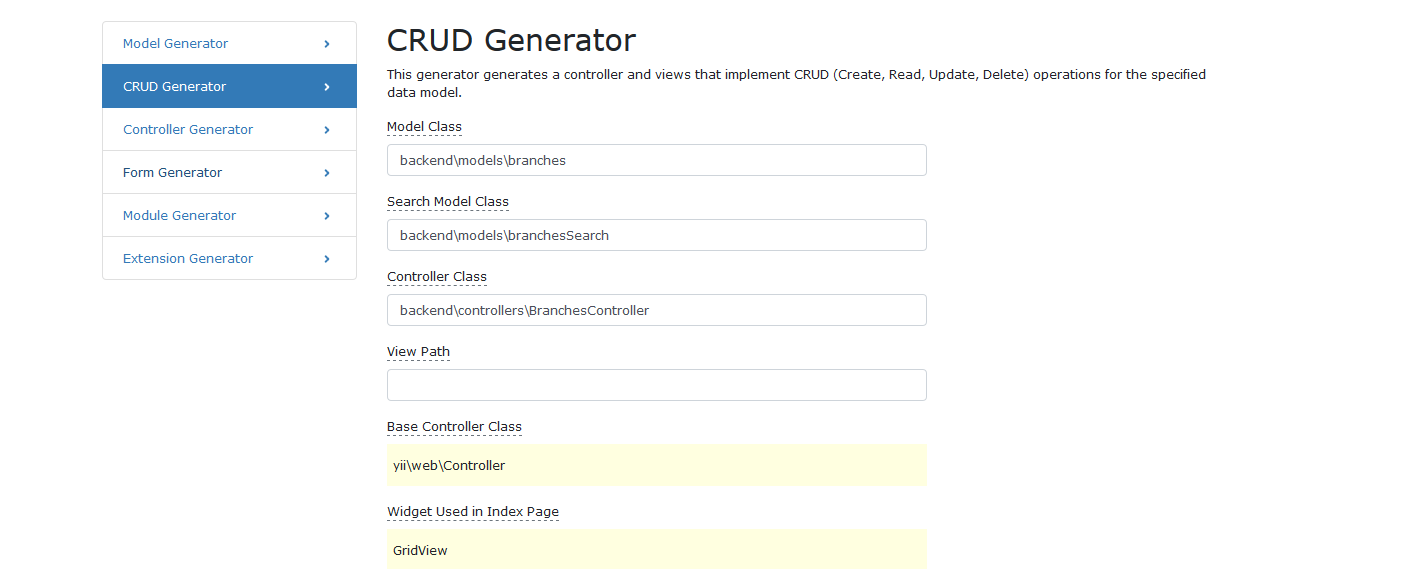 Model Generator
CRUD Generator
Controller Generator
Form Generator
Module Generator
Extension Generator
CRUD Generator
This generator generates a controller and views that implement CRUD (Create, Read, Update, Delete) operations for the specified
data model.
Model Class
backend\models\branches
Search Model Class
backend\models\branchesSearch
Controller Class
backend\controllers\BranchesController
View Path
Base Controller Class
yii\web\Controller
Widget Used in Index Page
GridView